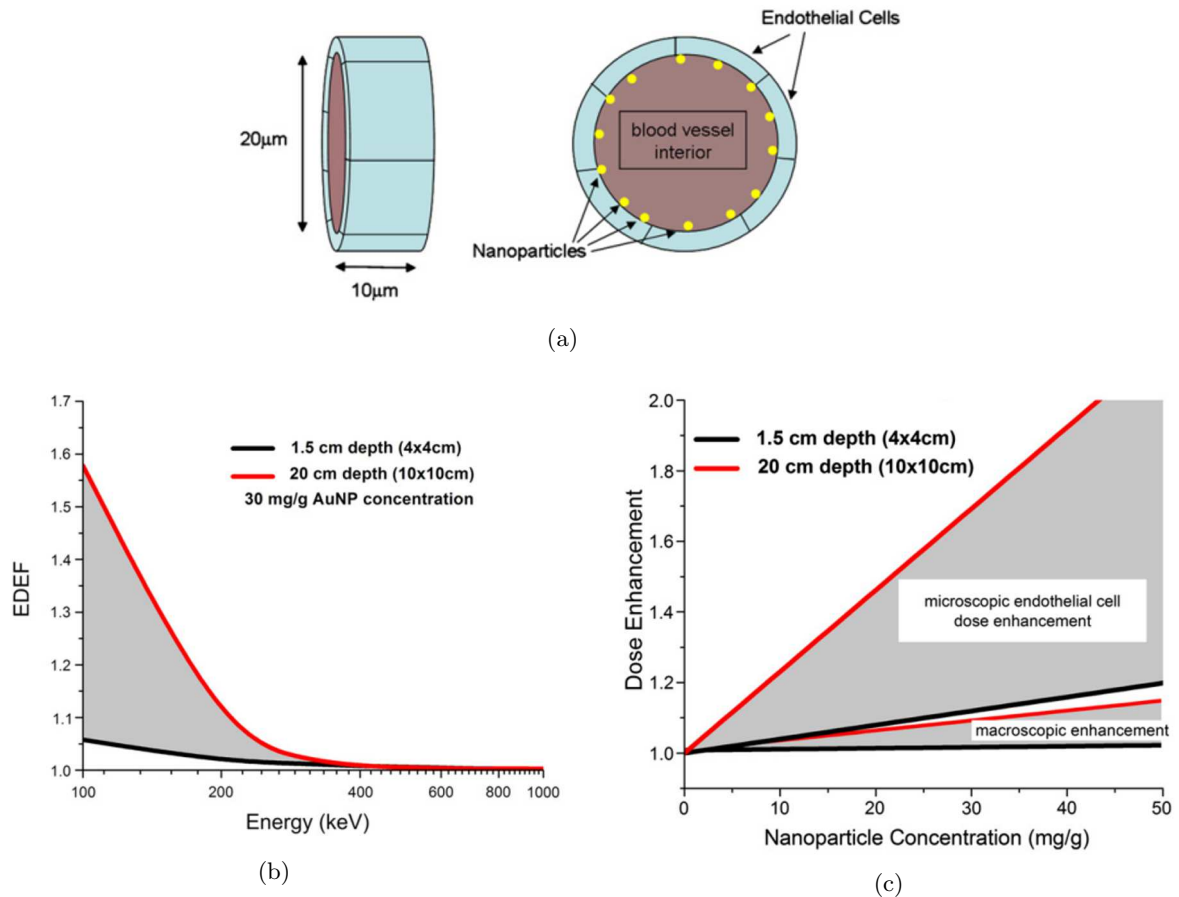 Endothelial Cells
20μm
blood vessel
interior
Nanoparticles
10μm
(a)
1.7
1.6
1.5
1.4
1.3
1.2
1.1
1.0
EDEF
1.5 cm depth (4x4cm)
20 cm depth (10x10cm)
30 mg/g AuNP concentration
100
200
400
600
800
1000
Energy (keV)
(b)
2.0
1.8
1.6
1.4
1.2
1.0
Dose Enhancement
1.5 cm depth (4x4cm)
20 cm depth (10x10cm)
microscopic endothelial cell
dose enhancement
macroscopic enhancement
0
10
20
30
40
50
Nanoparticle Concentration (mg/g)
(c)